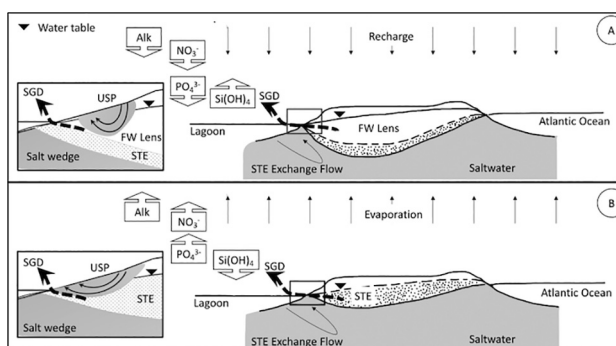 Water table
Alk
Recharge
A
NO₃⁻
PO₄³⁻
SGD
USP
Si(OH)₄
SGD
FW Lens
STE
Salt wedge
Lagoon
FW Lens
Atlantic Ocean
STE Exchange Flow
Saltwater
Alk
Evaporation
B
NO₃⁻
PO₄³⁻
SGD
USP
Si(OH)₄
SGD
STE
Salt wedge
Lagoon
STE
Atlantic Ocean
STE Exchange Flow
Saltwater